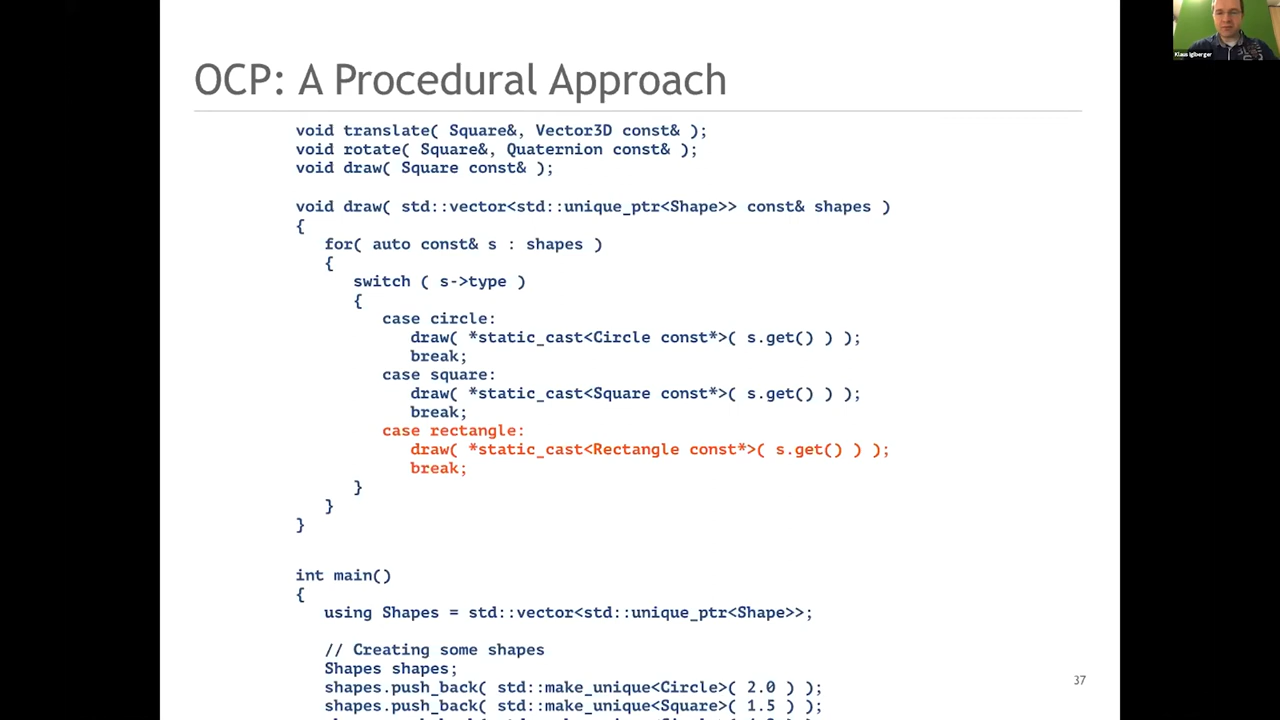 Klaus Iglberger
OCP: A Procedural Approach
void translate( Square&, Vector3D const& );
void rotate( Square&, Quaternion const& );
void draw( Square const& );
void draw( std::vector<std::unique_ptr<Shape>> const& shapes )
{
for( auto const& s : shapes )
{
switch ( s->type )
{
case circle:
draw( *static_cast<Circle const*>( s.get() ) );
break;
case square:
draw( *static_cast<Square const*>( s.get() ) );
break;
case rectangle:
draw( *static_cast<Rectangle const*>( s.get() ) );
break;
}
}
}
int main()
{
using Shapes = std::vector<std::unique_ptr<Shape>>;
// Creating some shapes
Shapes shapes;
shapes.push_back( std::make_unique<Circle>( 2.0 ) );
shapes.push_back( std::make_unique<Square>( 1.5 ) );
37